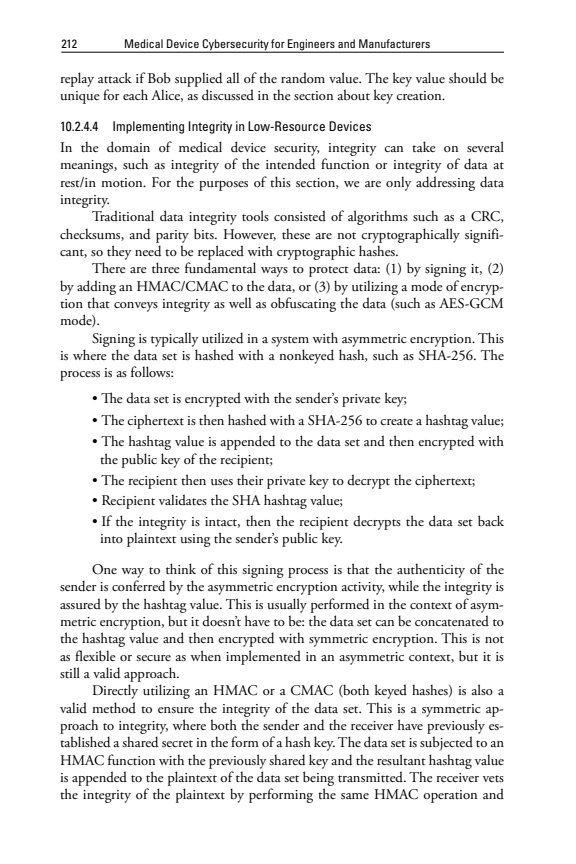 212 Medical Device Cybersecurity for Engineers and Manufacturers
replay attack if Bob supplied all of the random value. The key value should be
unique for each Alice, as discussed in the section about key creation.
10.2.4.4 Implementing Integrity in Low-Resource Devices
In the domain of medical device security, integrity can take on several
meanings, such as integrity of the intended function or integrity of data at
rest/in motion. For the purposes of this section, we are only addressing data
integrity.
Traditional data integrity tools consisted of algorithms such as a CRC,
checksums, and parity bits. However, these are not cryptographically signifi-
cant, so they need to be replaced with cryptographic hashes.
There are three fundamental ways to protect data: (1) by signing it, (2)
by adding an HMAC/CMAC to the data, or (3) by utilizing a mode of encryp-
tion that conveys integrity as well as obfuscating the data (such as AES-GCM
mode).
Signing is typically utilized in a system with asymmetric encryption. This
is where the data set is hashed with a nonkeyed hash, such as SHA-256. The
process is as follows:
• The data set is encrypted with the sender’s private key;
• The ciphertext is then hashed with a SHA-256 to create a hashtag value;
• The hashtag value is appended to the data set and then encrypted with
the public key of the recipient;
• The recipient then uses their private key to decrypt the ciphertext;
• Recipient validates the SHA hashtag value;
• If the integrity is intact, then the recipient decrypts the data set back
into plaintext using the sender’s public key.
One way to think of this signing process is that the authenticity of the
sender is conferred by the asymmetric encryption activity, while the integrity is
assured by the hashtag value. This is usually performed in the context of asym-
metric encryption, but it doesn’t have to be: the data set can be concatenated to
the hashtag value and then encrypted with symmetric encryption. This is not
as flexible or secure as when implemented in an asymmetric context, but it is
still a valid approach.
Directly utilizing an HMAC or a CMAC (both keyed hashes) is also a
valid method to ensure the integrity of the data set. This is a symmetric ap-
proach to integrity, where both the sender and the receiver have previously es-
tablished a shared secret in the form of a hash key. The data set is subjected to an
HMAC function with the previously shared key and the resultant hashtag value
is appended to the plaintext of the data set being transmitted. The receiver vets
the integrity of the plaintext by performing the same HMAC operation and